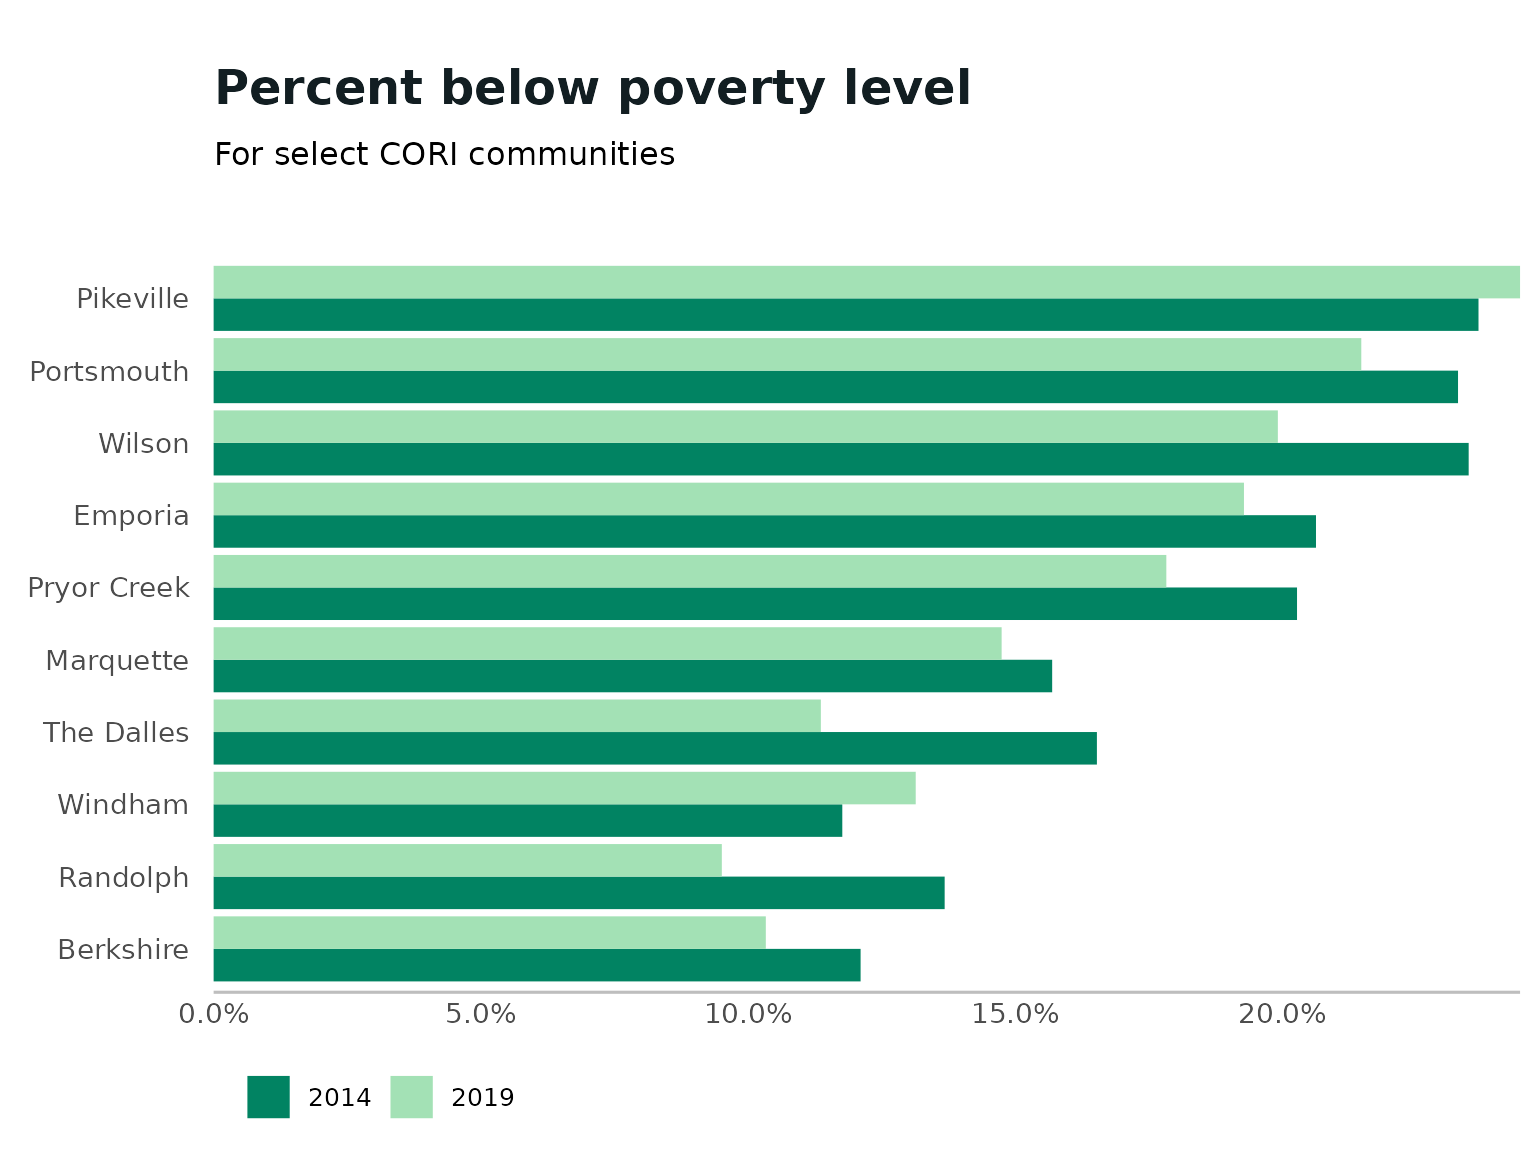 Percent below poverty level
For select CORI communities
Pikeville
Portsmouth
Wilson
Emporia
Pryor Creek
Marquette
The Dalles
Windham
Randolph
Berkshire
0.0% 5.0% 10.0% 15.0% 20.0%
2014 2019